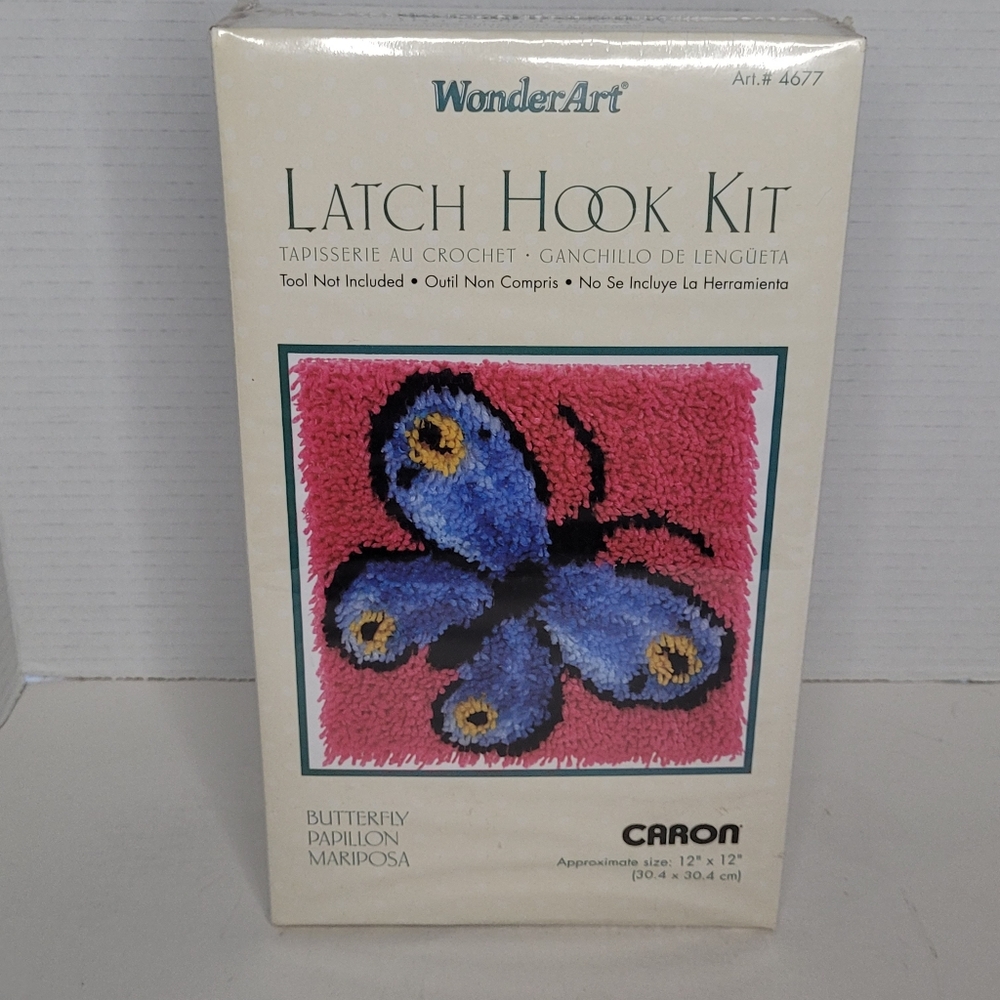 Art.# 4677
WonderArt®
LATCH HOOK KIT
TAPISSERIE AU CROCHET • GANCHILLO DE LENGÜETA
Tool Not Included • Outil Non Compris • No Se Incluye La Herramienta
BUTTERFLY
PAPILLON
MARIPOSA
CARON
Approximate size: 12" x 12"
(30.4 x 30.4 cm)